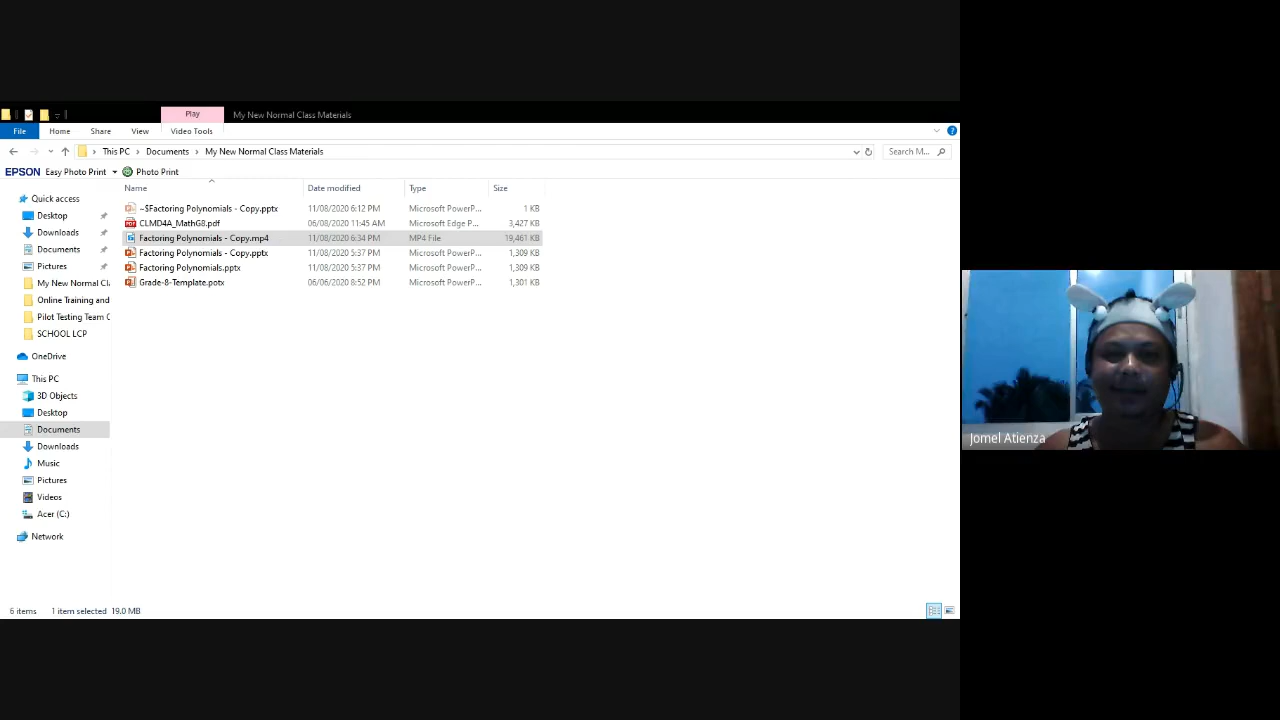 Play
My New Normal Class Materials
File Home Share View Video Tools
This PC Documents My New Normal Class Materials
Search M...
EPSON Easy Photo Print Photo Print
Name Date modified Type Size
~$Factoring Polynomials - Copy.pptx 11/08/2020 6:12 PM Microsoft PowerP... 1 KB
CLMD4A_MathG8.pdf 06/08/2020 11:45 AM Microsoft Edge P... 3,427 KB
Factoring Polynomials - Copy.mp4 11/08/2020 6:34 PM MP4 File 19,461 KB
Factoring Polynomials - Copy.pptx 11/08/2020 5:37 PM Microsoft PowerP... 1,309 KB
Factoring Polynomials.pptx 11/08/2020 5:37 PM Microsoft PowerP... 1,309 KB
Grade-8-Template.potx 06/06/2020 8:52 PM Microsoft PowerP... 1,301 KB
Quick access
Desktop
Downloads
Documents
Pictures
My New Normal Cl
Online Training and
Pilot Testing Team C
SCHOOL LCP
OneDrive
This PC
3D Objects
Desktop
Documents
Downloads
Music
Pictures
Videos
Acer (C:)
Network
6 items 1 item selected 19.0 MB
Jomel Atienza